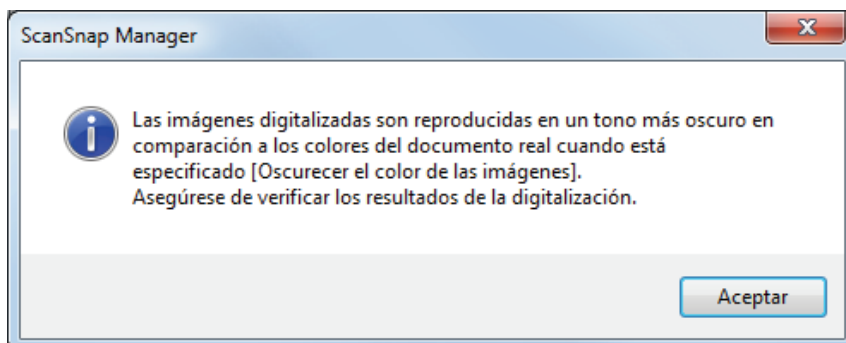 ScanSnap Manager
Las imágenes digitalizadas son reproducidas en un tono más oscuro en
comparación a los colores del documento real cuando está
especificado [Oscurecer el color de las imágenes].
Asegúrese de verificar los resultados de la digitalización.
Aceptar